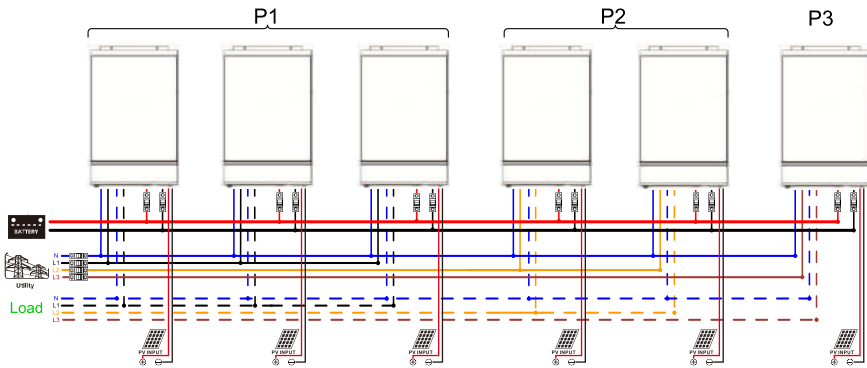 P1
P2
P3
BATTERY
N
L1
L2
L3
Utility
Load
N
L1
L2
L3
PV INPUT
PV INPUT
PV INPUT
PV INPUT
PV INPUT
PV INPUT